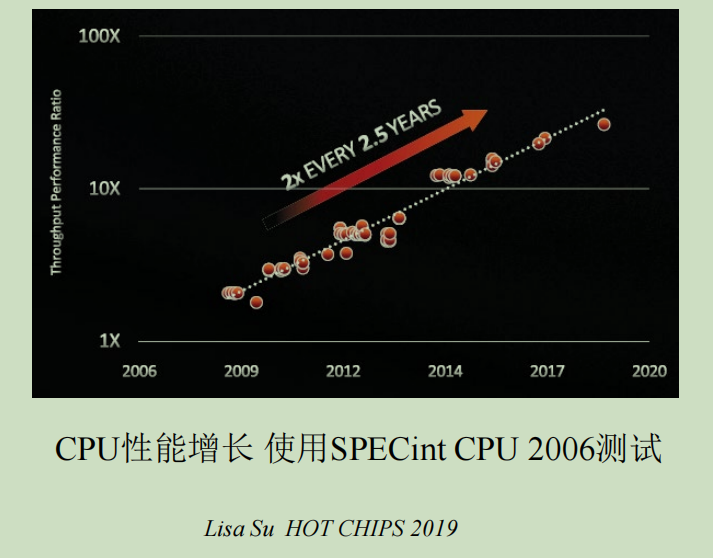 100X
Throughput Performance Ratio
2x EVERY 2.5 YEARS
10X
1X
2006 2009 2012 2014 2017 2020
CPU性能增长 使用SPECint CPU 2006测试
Lisa Su HOT CHIPS 2019